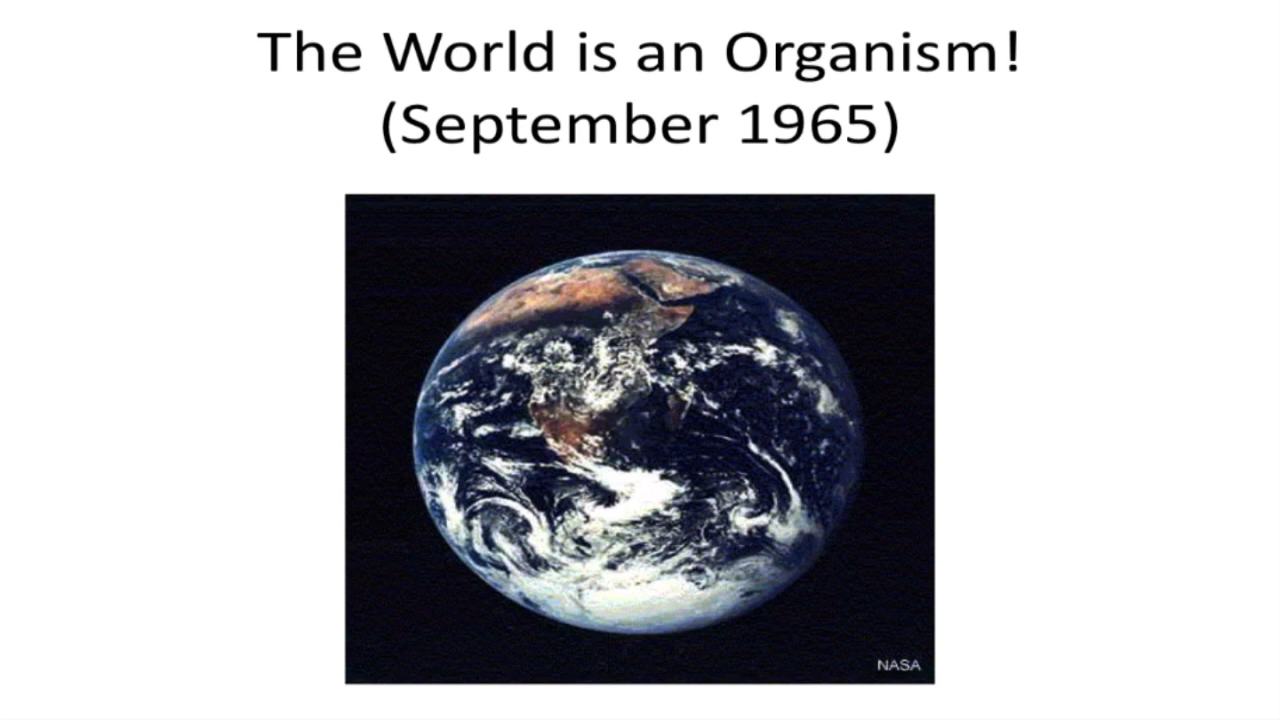 The World is an Organism!
(September 1965)
NASA